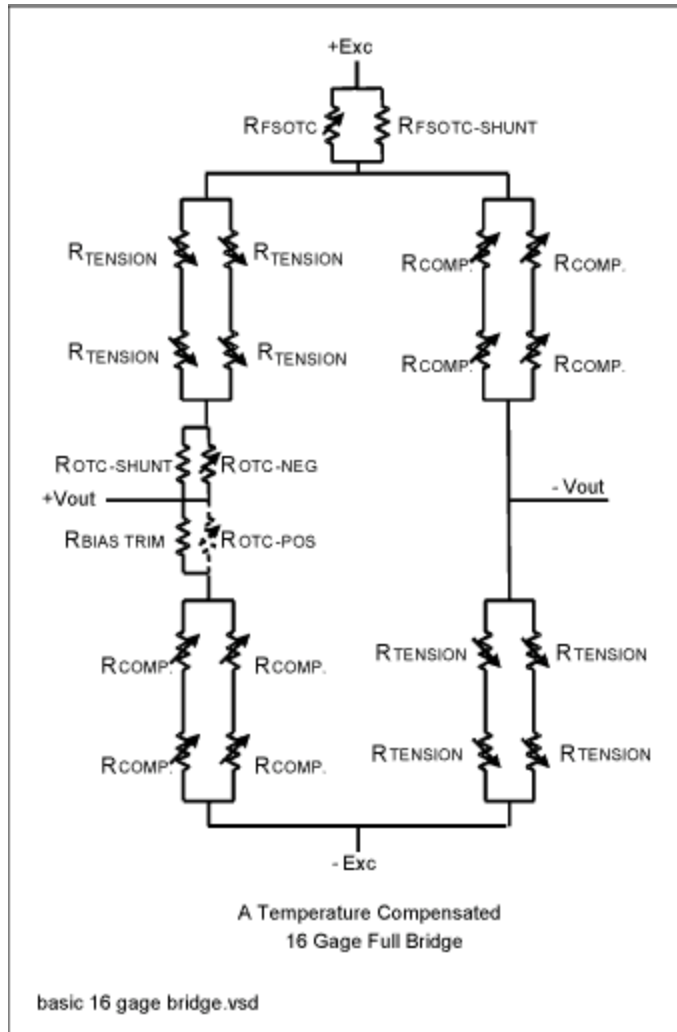 +Exc
RFSOTC RFSOTC-SHUNT
RTENSION RTENSION RCOMP. RCOMP.
RTENSION RTENSION RCOMP. RCOMP.
ROTC-SHUNT ROTC-NEG
+Vout - Vout
RBIAS TRIM ROTC-POS
RCOMP. RCOMP. RTENSION RTENSION
RCOMP. RCOMP. RTENSION RTENSION
- Exc
A Temperature Compensated
16 Gage Full Bridge
basic 16 gage bridge.vsd